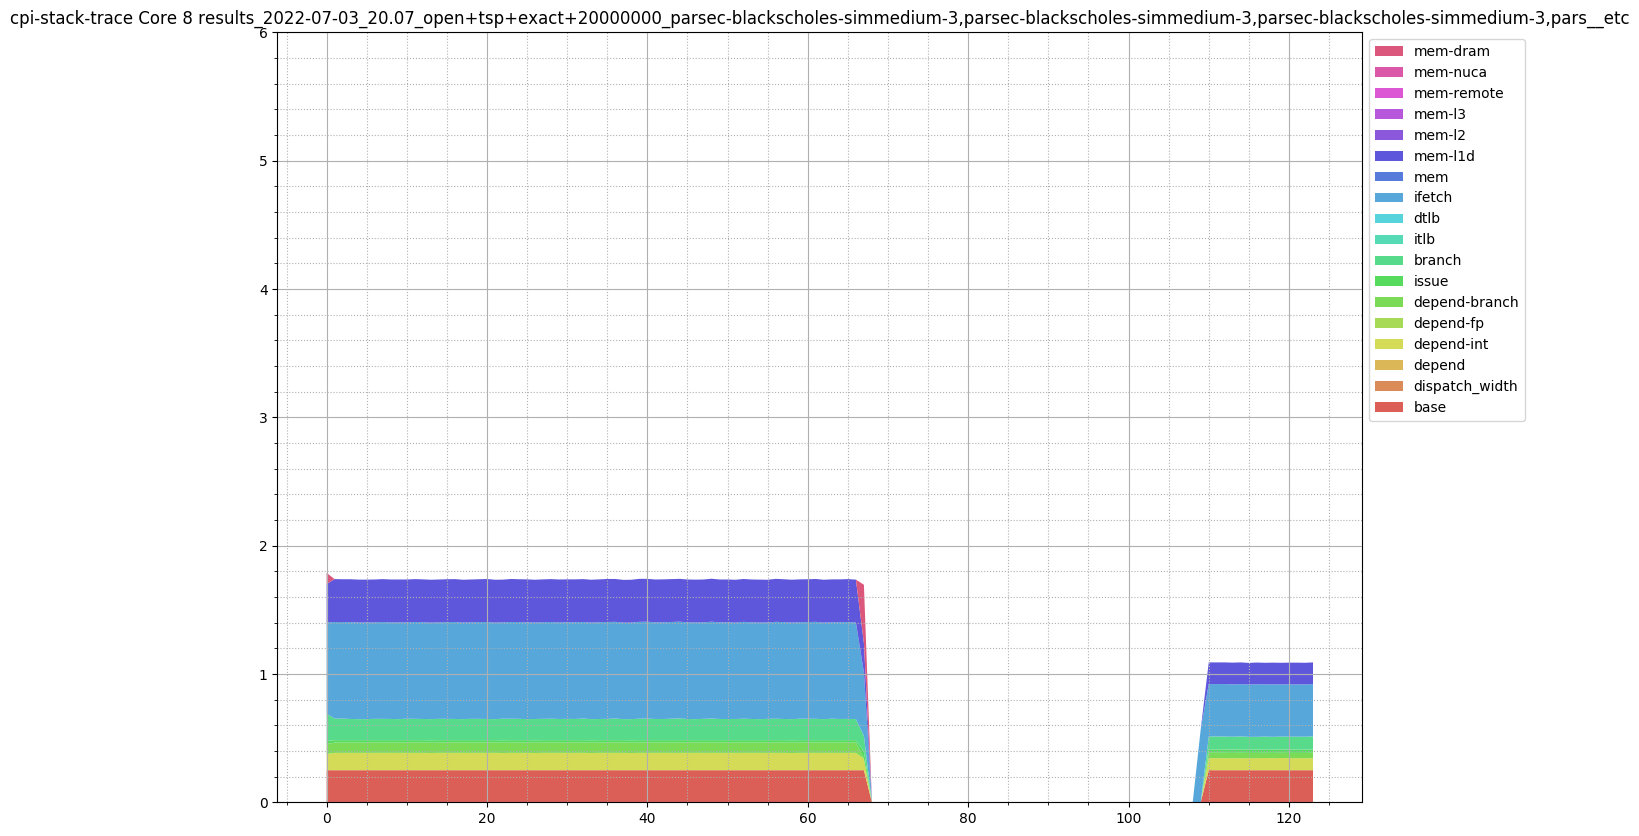 cpi-stack-trace Core 8 results_2022-07-03_20.07_open+tsp+exact+20000000_parsec-blackscholes-simmedium-3,parsec-blackscholes-simmedium-3,parsec-blackscholes-simmedium-3,pars__etc
6
5
4
3
2
1
0
0 20 40 60 80 100 120
mem-dram
mem-nuca
mem-remote
mem-l3
mem-l2
mem-l1d
mem
ifetch
dtlb
itlb
branch
issue
depend-branch
depend-fp
depend-int
depend
dispatch_width
base